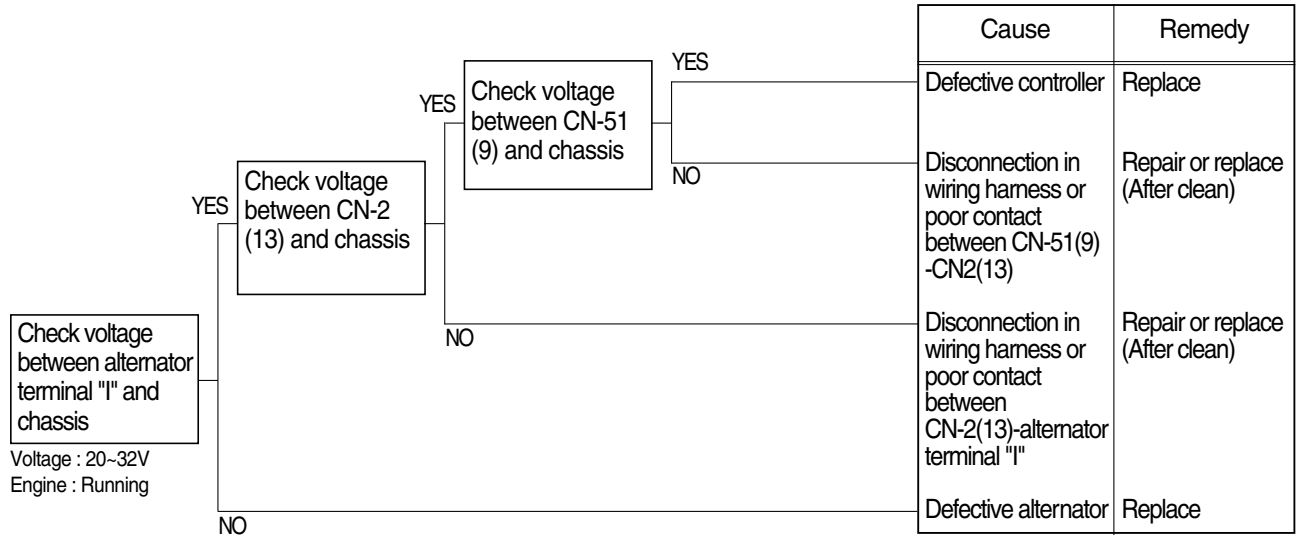 Check voltage
between alternator
terminal "I" and
chassis
Voltage : 20~32V
Engine : Running
YES
NO
Check voltage
between CN-2
(13) and chassis
YES
NO
Check voltage
between CN-51
(9) and chassis
YES
NO
Cause
Remedy
Defective controller
Replace
Disconnection in
wiring harness or
poor contact
between CN-51(9)
-CN2(13)
Repair or replace
(After clean)
Disconnection in
wiring harness or
poor contact
between
CN-2(13)-alternator
terminal "I"
Repair or replace
(After clean)
Defective alternator
Replace